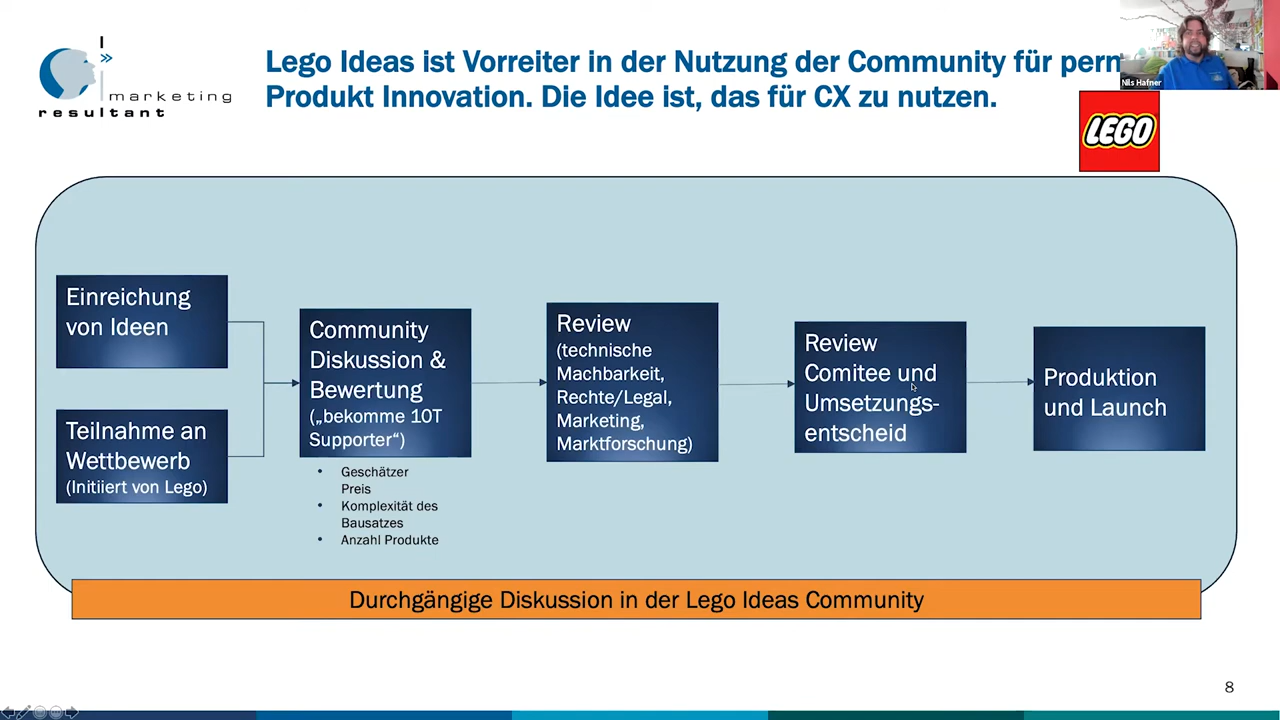 marketing
resultant
Lego Ideas ist Vorreiter in der Nutzung der Community für
Produkt Innovation. Die Idee ist, das für CX zu nutzen.
Nils Hafner
LEGO
Einreichung
von Ideen
Teilnahme an
Wettbewerb
(Initiiert von Lego)
Community
Diskussion &
Bewertung
(„bekomme 10T
Supporter“)
• Geschätzer
Preis
• Komplexität des
Bausatzes
• Anzahl Produkte
Review
(technische
Machbarkeit,
Rechte/Legal,
Marketing,
Marktforschung)
Review
Comitee und
Umsetzungs-
entscheid
Produktion
und Launch
Durchgängige Diskussion in der Lego Ideas Community
8